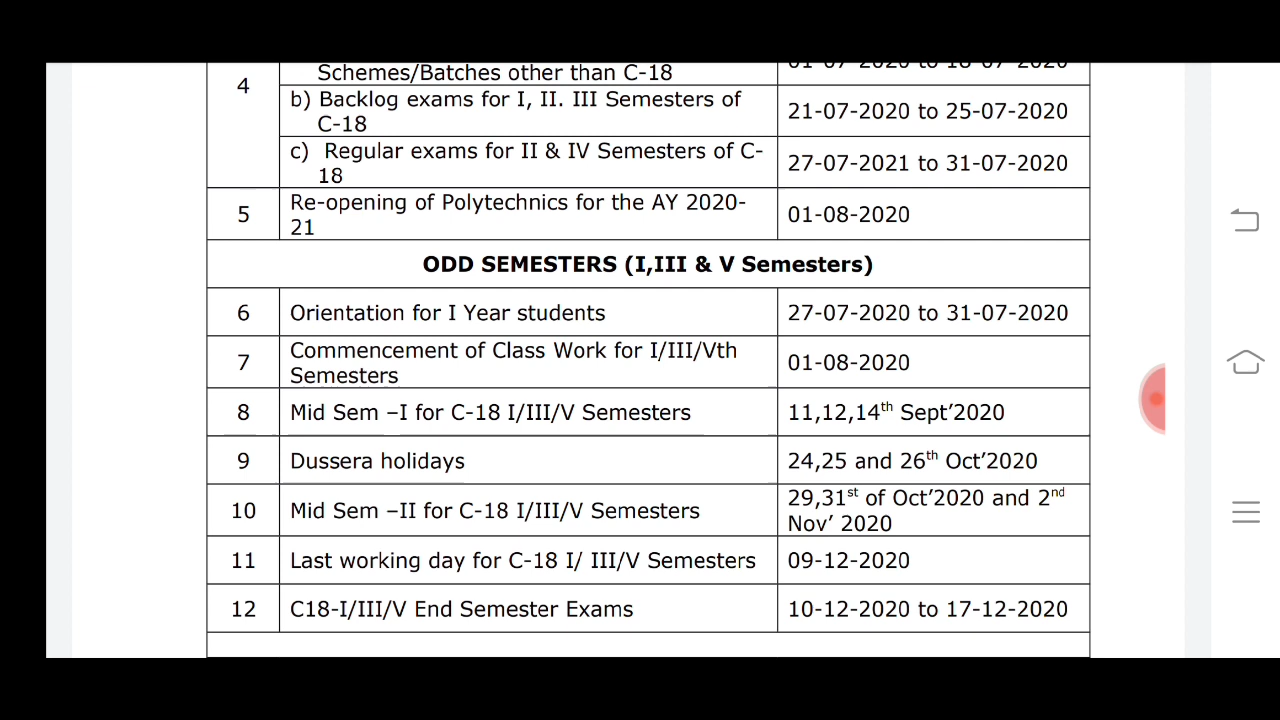 4
Schemes/Batches other than C-18
b) Backlog exams for I, II. III Semesters of
C-18
21-07-2020 to 25-07-2020
c) Regular exams for II & IV Semesters of C-
18
27-07-2021 to 31-07-2020
5
Re-opening of Polytechnics for the AY 2020-
21
01-08-2020
ODD SEMESTERS (I,III & V Semesters)
6 Orientation for I Year students 27-07-2020 to 31-07-2020
7
Commencement of Class Work for I/III/Vth
Semesters
01-08-2020
8 Mid Sem –I for C-18 I/III/V Semesters 11,12,14th Sept’2020
9 Dussera holidays 24,25 and 26th Oct’2020
10 Mid Sem –II for C-18 I/III/V Semesters
29,31st of Oct’2020 and 2nd
Nov’ 2020
11 Last working day for C-18 I/ III/V Semesters 09-12-2020
12 C18-I/III/V End Semester Exams 10-12-2020 to 17-12-2020